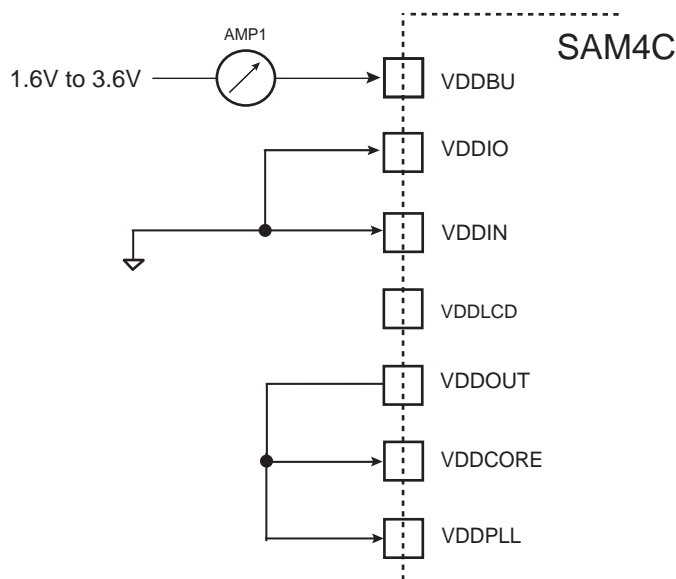 AMP1
SAM4C
1.6V to 3.6V
VDDBU
VDDIO
VDDIN
VDDLCD
VDDOUT
VDDCORE
VDDPLL